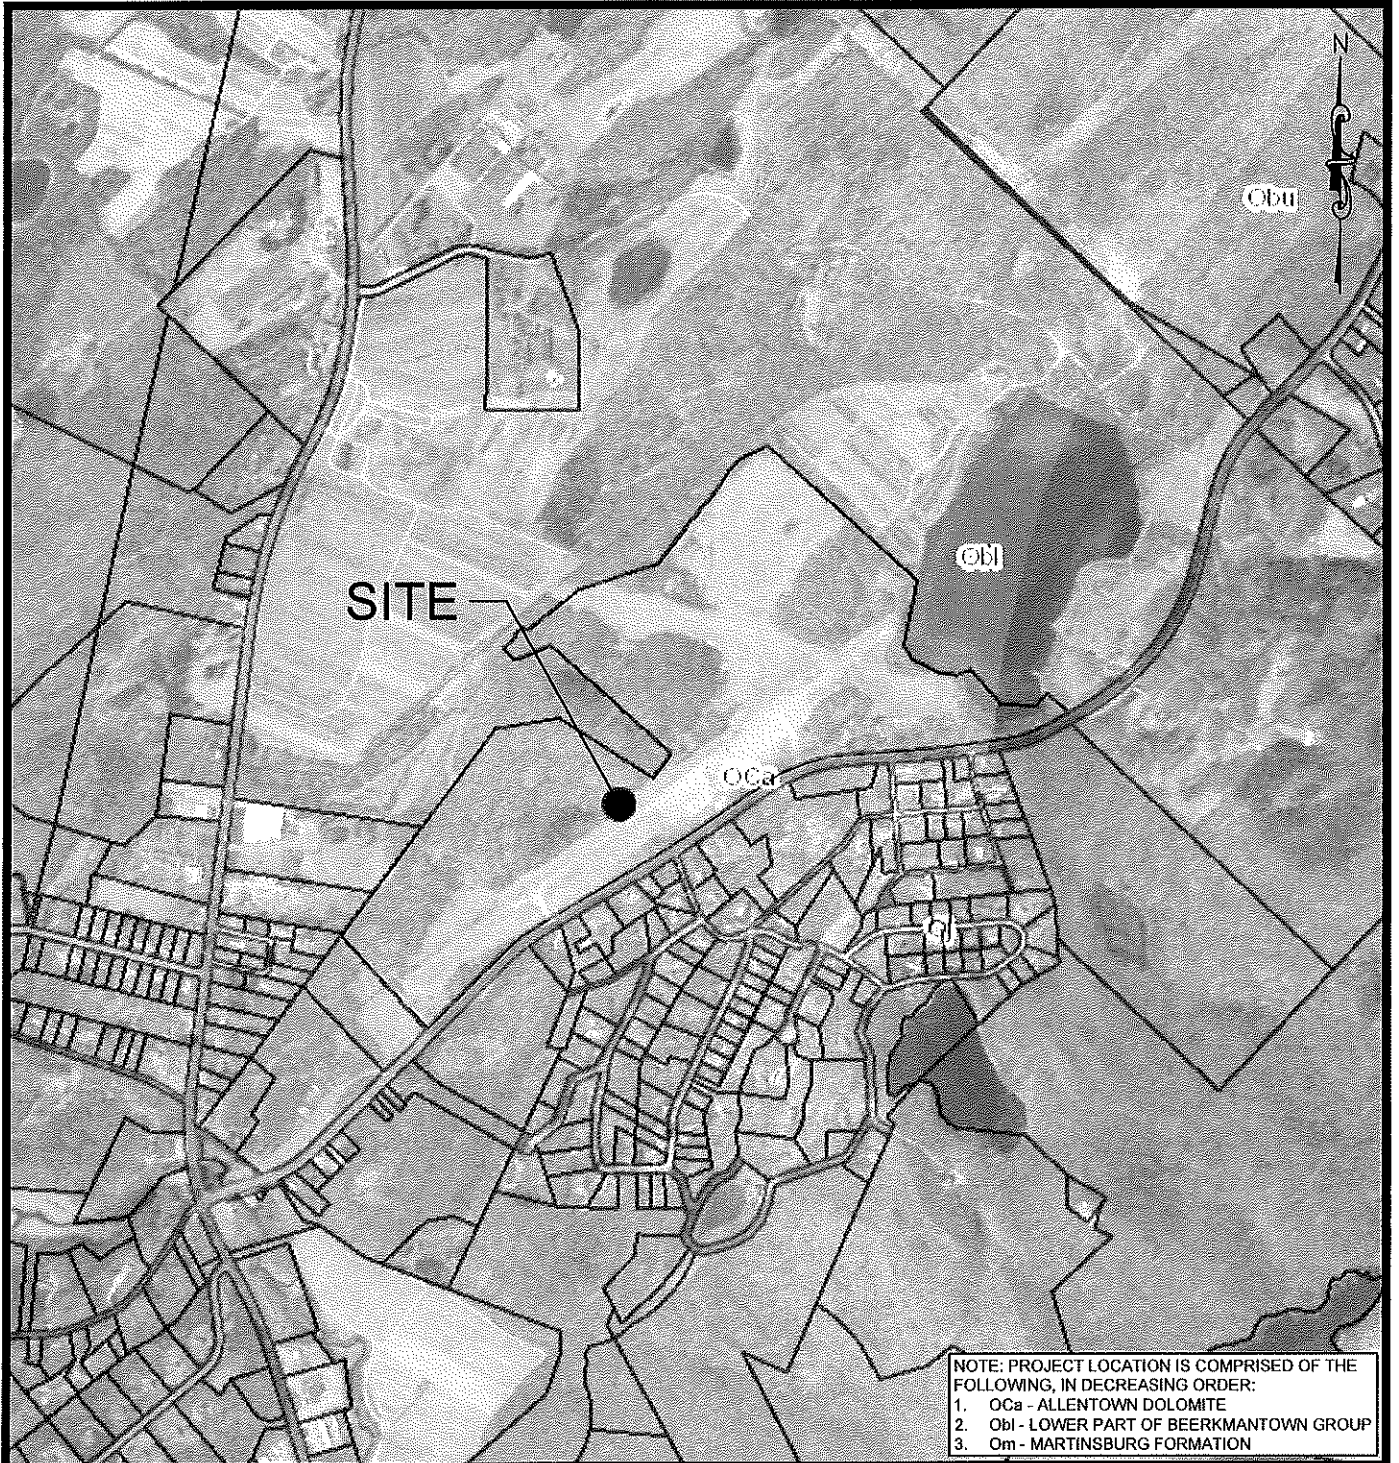 N
Obu
Obl
SITE
OCa
NOTE: PROJECT LOCATION IS COMPRISED OF THE
FOLLOWING, IN DECREASING ORDER:
1. OCa - ALLENTOWN DOLOMITE
2. Obl - LOWER PART OF BEERKMANTOWN GROUP
3. Om - MARTINSBURG FORMATION